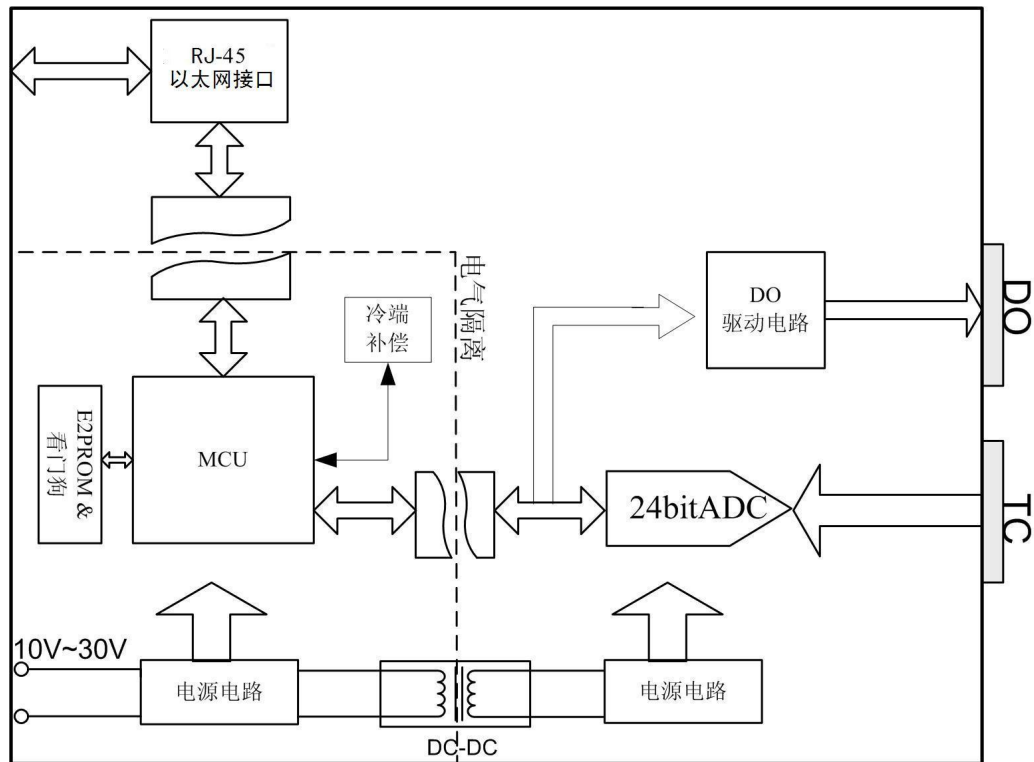 RJ-45
以太网接口
电气隔离
冷端
补偿
DO
驱动电路
DO
E2PROM &
看门狗
MCU
24bitADC
TC
10V~30V
电源电路
电源电路
DC-DC